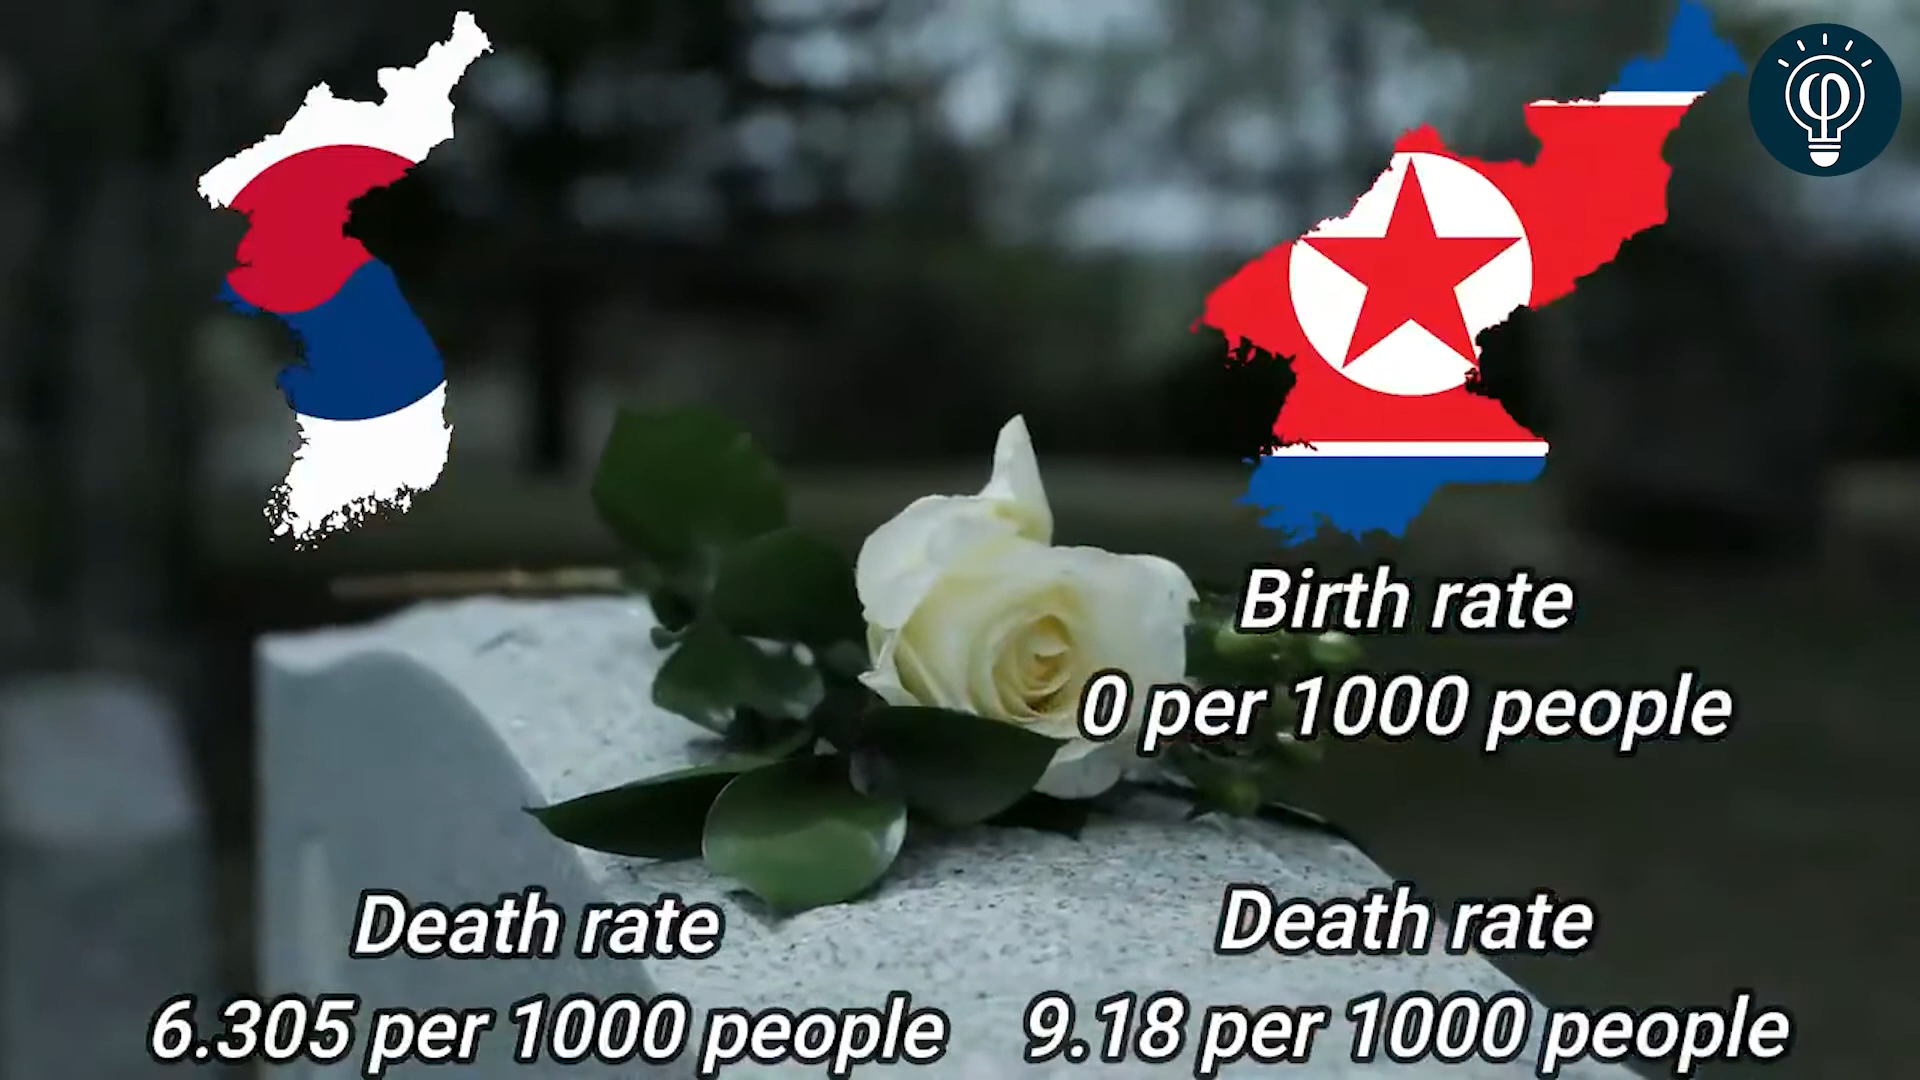 Birth rate
0 per 1000 people
Death rate
6.305 per 1000 people
Death rate
9.18 per 1000 people